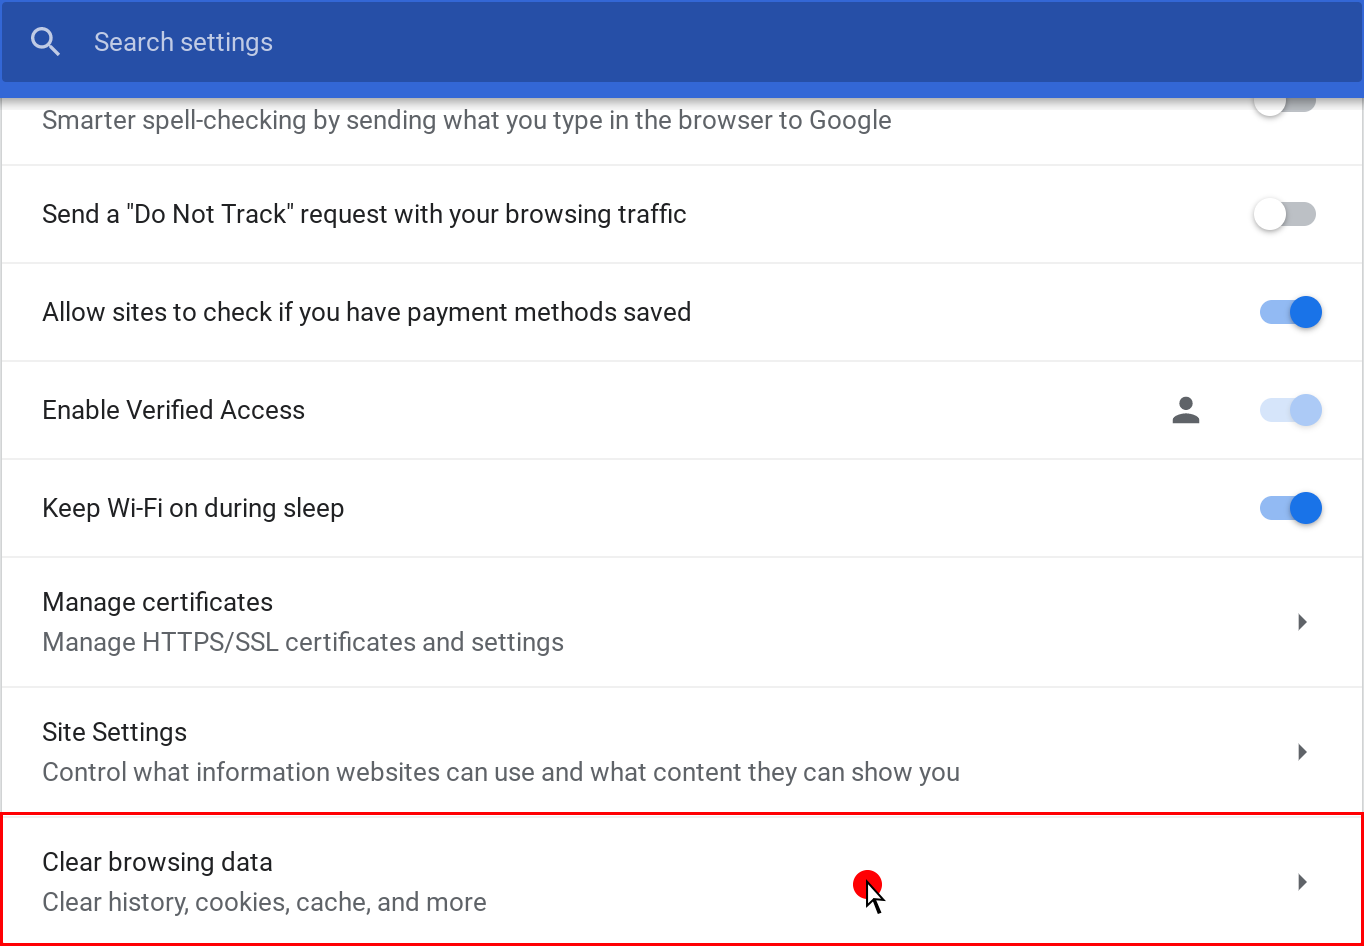 Search settings
Smarter spell-checking by sending what you type in the browser to Google
Send a "Do Not Track" request with your browsing traffic
Allow sites to check if you have payment methods saved
Enable Verified Access
Keep Wi-Fi on during sleep
Manage certificates
Manage HTTPS/SSL certificates and settings
Site Settings
Control what information websites can use and what content they can show you
Clear browsing data
Clear history, cookies, cache, and more